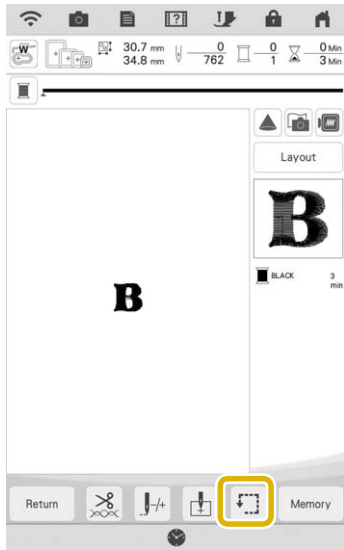 W
30.7 mm
34.8 mm
0
762
0
1
0 Min
3 Min
Layout
B
BLACK 3
min
B
Return
-/+
Memory